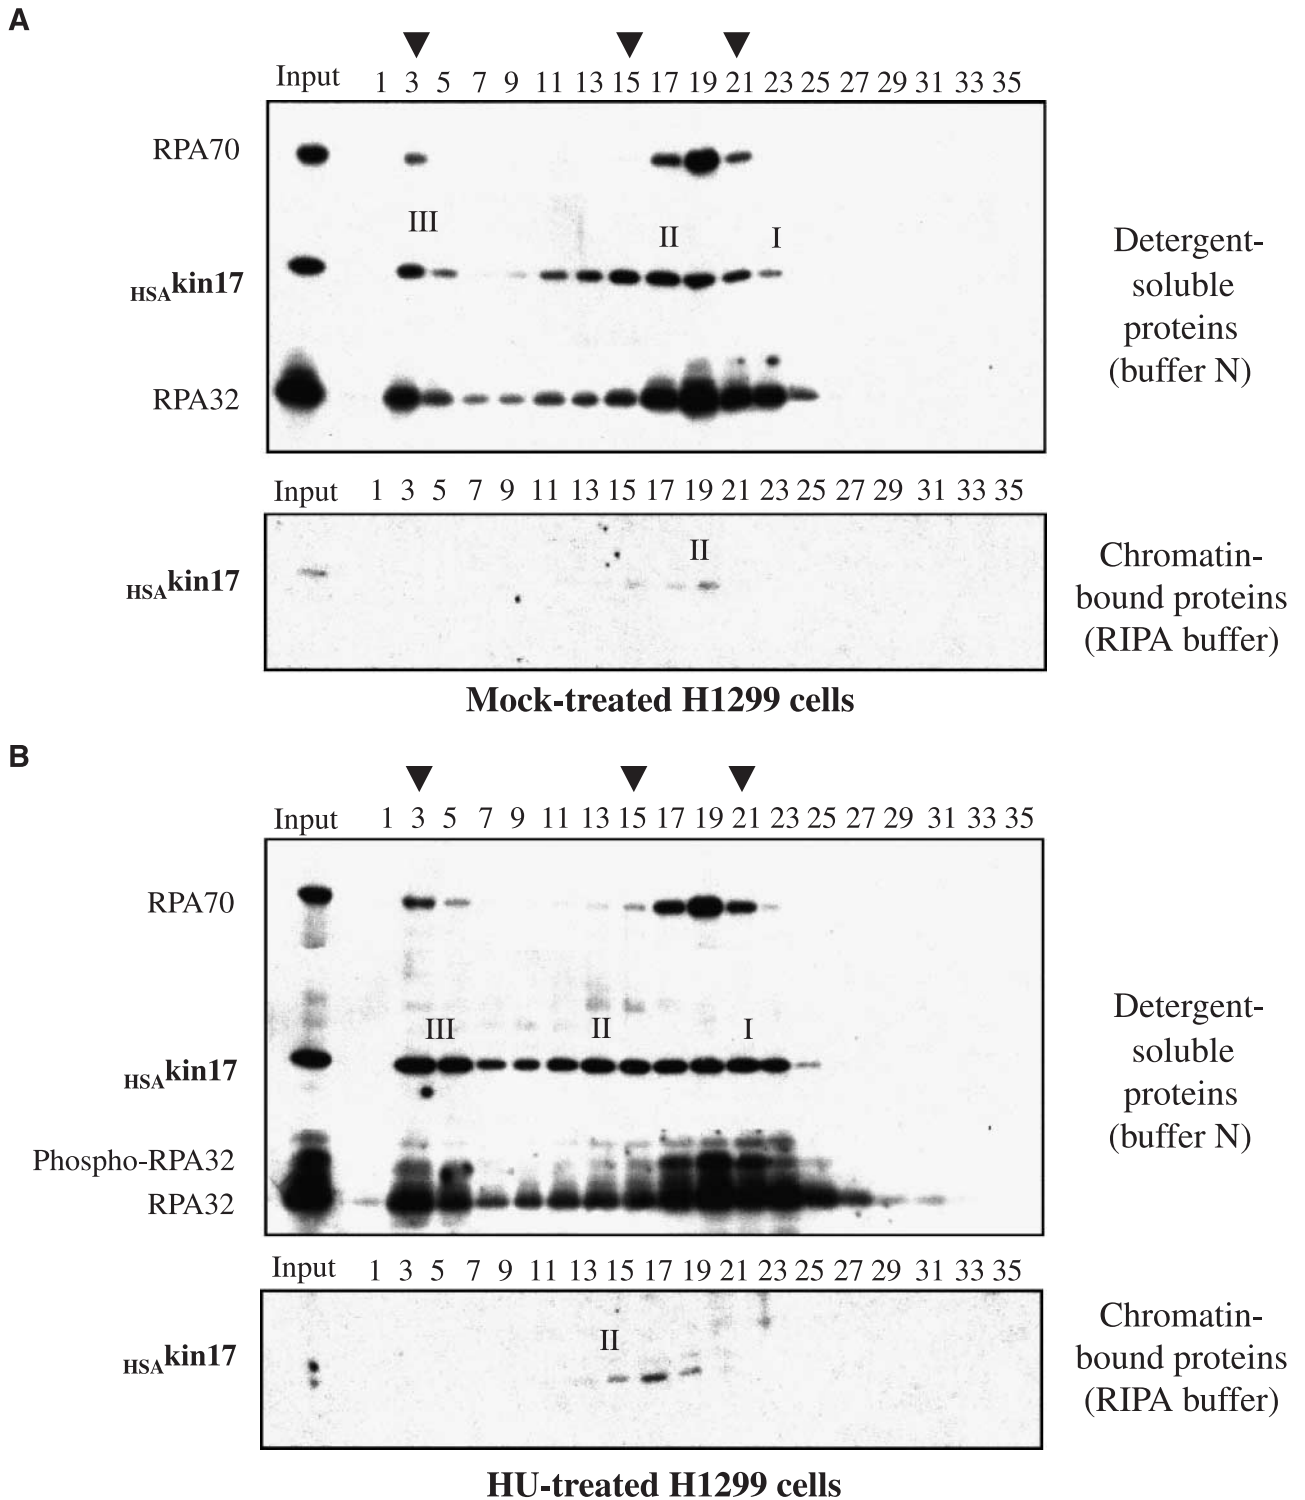 A
Input 1 3 5 7 9 11 13 15 17 19 21 23 25 27 29 31 33 35
RPA70
III
II
I
HSAkin17
RPA32
Detergent-
soluble
proteins
(buffer N)
Input 1 3 5 7 9 11 13 15 17 19 21 23 25 27 29 31 33 35
II
HSAkin17
Chromatin-
bound proteins
(RIPA buffer)
Mock-treated H1299 cells
B
Input 1 3 5 7 9 11 13 15 17 19 21 23 25 27 29 31 33 35
RPA70
III
II
I
HSAkin17
Phospho-RPA32
RPA32
Detergent-
soluble
proteins
(buffer N)
Input 1 3 5 7 9 11 13 15 17 19 21 23 25 27 29 31 33 35
II
HSAkin17
Chromatin-
bound proteins
(RIPA buffer)
HU-treated H1299 cells